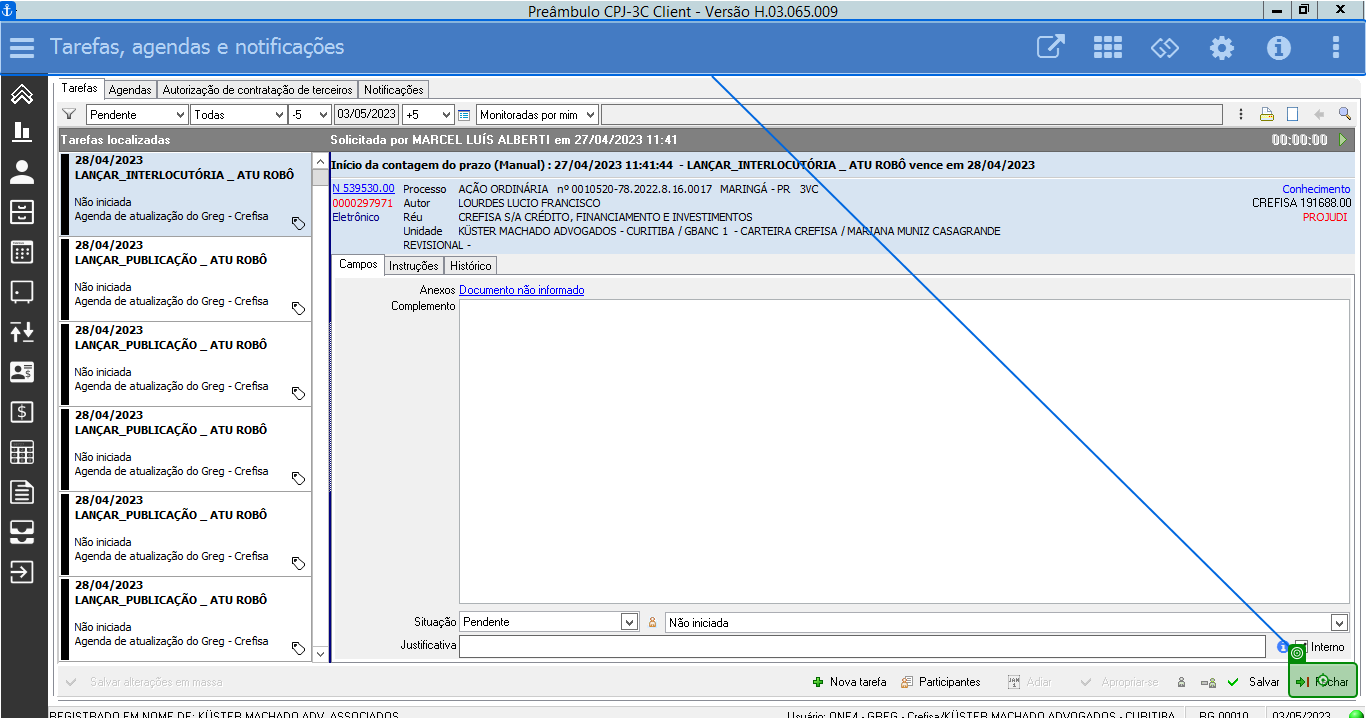 Preâmbulo CPJ-3C Client - Versão H.03.065.009
Tarefas, agendas e notificações
Tarefas Agendas Autorização de contratação de terceiros Notificações
Pendente Todas -5 03/05/2023 +5 Monitoradas por mim
Tarefas localizadas
Solicitada por MARCEL LUÍS ALBERTI em 27/04/2023 11:41 00:00:00
28/04/2023
LANÇAR_INTERLOCUTÓRIA _ ATU ROBÔ
Não iniciada
Agenda de atualização do Greg - Crefisa
28/04/2023
LANÇAR_PUBLICAÇÃO _ ATU ROBÔ
Não iniciada
Agenda de atualização do Greg - Crefisa
28/04/2023
LANÇAR_PUBLICAÇÃO _ ATU ROBÔ
Não iniciada
Agenda de atualização do Greg - Crefisa
28/04/2023
LANÇAR_PUBLICAÇÃO _ ATU ROBÔ
Não iniciada
Agenda de atualização do Greg - Crefisa
28/04/2023
LANÇAR_PUBLICAÇÃO _ ATU ROBÔ
Não iniciada
Agenda de atualização do Greg - Crefisa
28/04/2023
LANÇAR_PUBLICAÇÃO _ ATU ROBÔ
Não iniciada
Agenda de atualização do Greg - Crefisa
Início da contagem do prazo (Manual) : 27/04/2023 11:41:44 - LANÇAR_INTERLOCUTÓRIA _ ATU ROBÔ vence em 28/04/2023
N 539530.00 Processo AÇÃO ORDINÁRIA nº 0010520-78.2022.8.16.0017 MARINGÁ - PR 3VC Conhecimento
0000297971 Autor LOURDES LUCIO FRANCISCO CREFISA 191688.00
Eletrônico Réu CREFISA S/A CRÉDITO, FINANCIAMENTO E INVESTIMENTOS PROJUDI
Unidade KÜSTER MACHADO ADVOGADOS - CURITIBA / GBANC 1 - CARTEIRA CREFISA / MARIANA MUNIZ CASAGRANDE
REVISIONAL -
Campos Instruções Histórico
Anexos Documento não informado
Complemento
Situação Pendente Não iniciada
Justificativa Interno
Salvar alterações em massa Nova tarefa Participantes Adiar Apropriar-se Salvar Fechar
REGISTRADO EM NOME DE: KÜSTER MACHADO ADV. ASSOCIADOS Usuário: ONE4 - GREG - Crefisa/KÜSTER MACHADO ADVOGADOS - CURITIBA BG 00010 03/05/2023